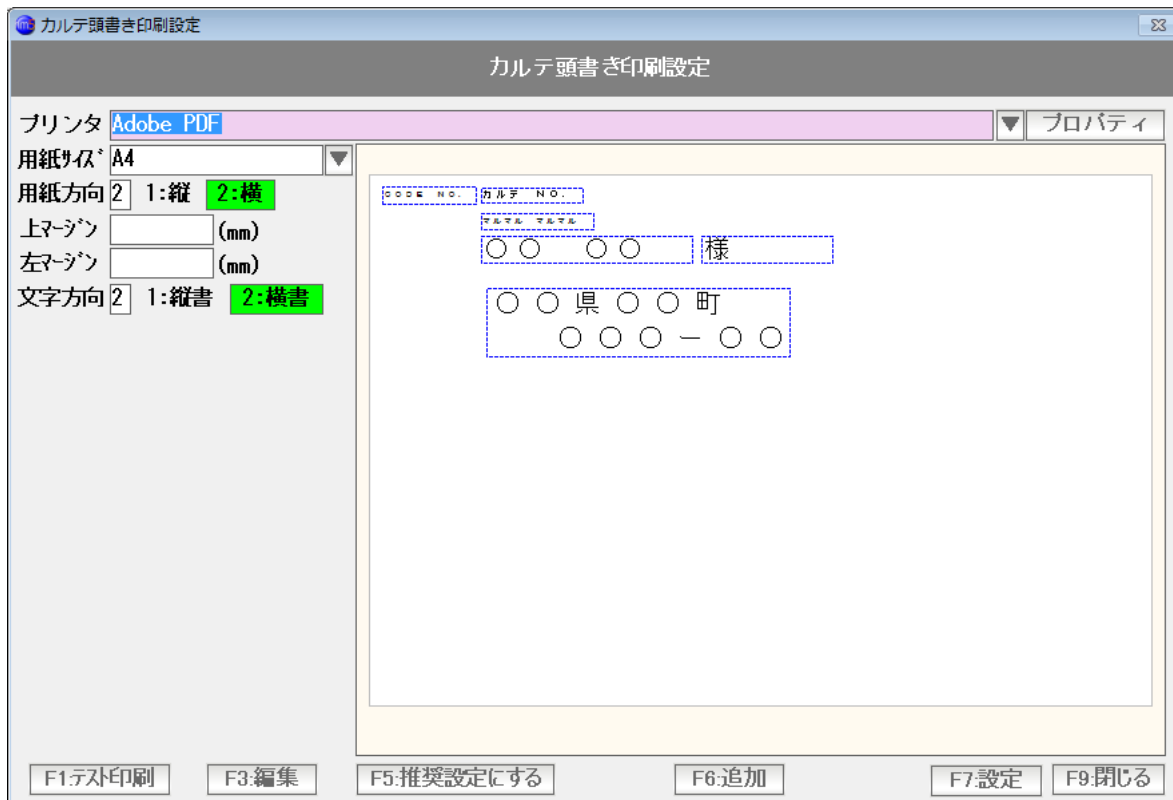 カルテ頭書き印刷設定
カルテ頭書き印刷設定
プリンタ Adobe PDF プロパティ
用紙ｻｲｽﾞ A4
用紙方向 2 1:縦 2:横
上ﾏｰｼﾞﾝ (mm)
左ﾏｰｼﾞﾝ (mm)
文字方向 2 1:縦書 2:横書
CODE NO. カルテ NO.
マルマル マルマル
○○ ○○ 様
○○県○○町
○○○－○○
F1:ﾃｽﾄ印刷 F3:編集 F5:推奨設定にする F6:追加 F7:設定 F9:閉じる